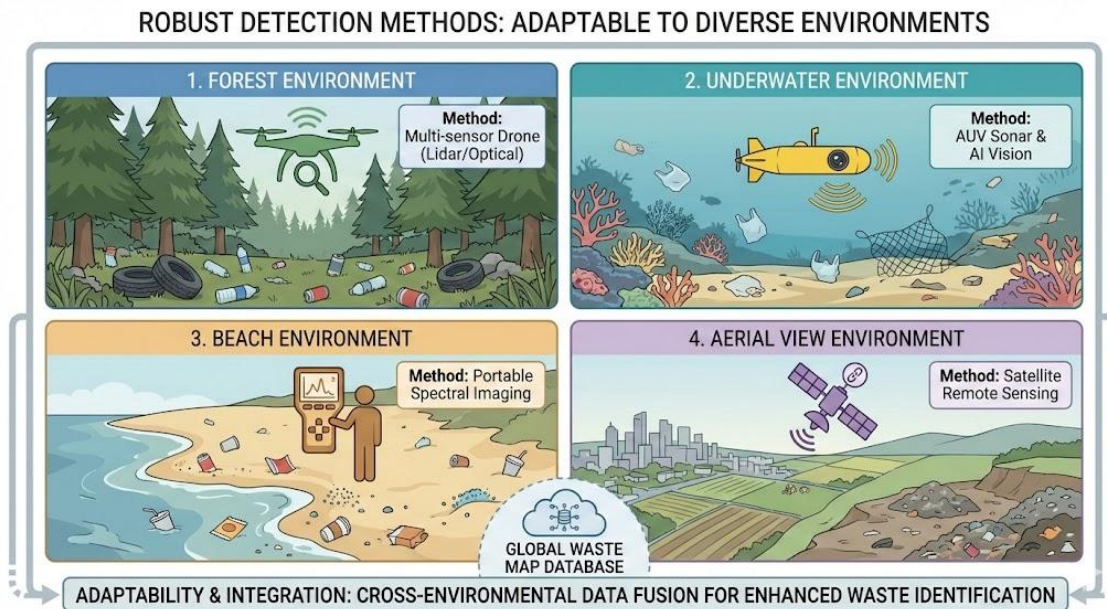 ROBUST DETECTION METHODS: ADAPTABLE TO DIVERSE ENVIRONMENTS
1. FOREST ENVIRONMENT
Method:
Multi-sensor Drone
(Lidar/Optical)
2. UNDERWATER ENVIRONMENT
Method:
AUV Sonar &
AI Vision
3. BEACH ENVIRONMENT
Method: Portable
Spectral Imaging
4. AERIAL VIEW ENVIRONMENT
Method: Satellite
Remote Sensing
GLOBAL WASTE
MAP DATABASE
ADAPTABILITY & INTEGRATION: CROSS-ENVIRONMENTAL DATA FUSION FOR ENHANCED WASTE IDENTIFICATION